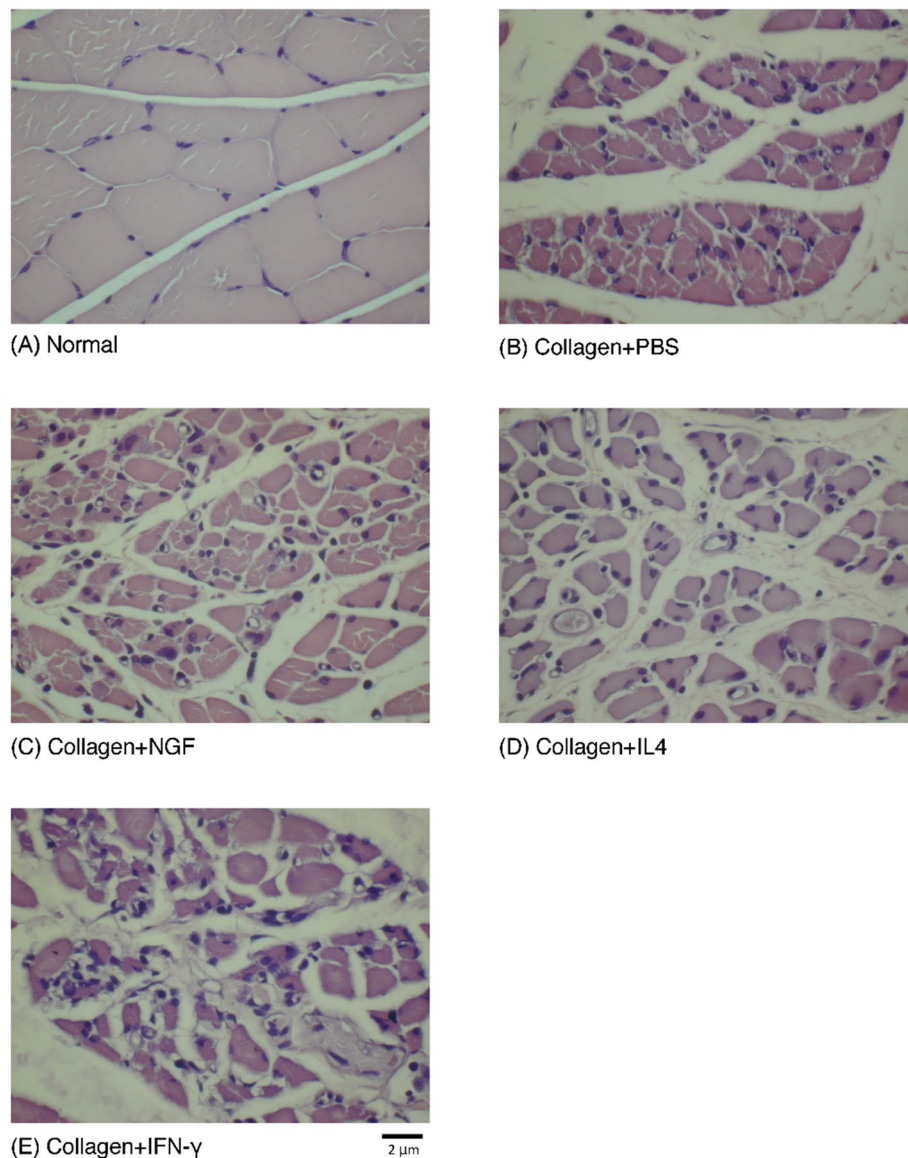 (A) Normal
(B) Collagen+PBS
(C) Collagen+NGF
(D) Collagen+IL4
(E) Collagen+IFN-γ
2 μm